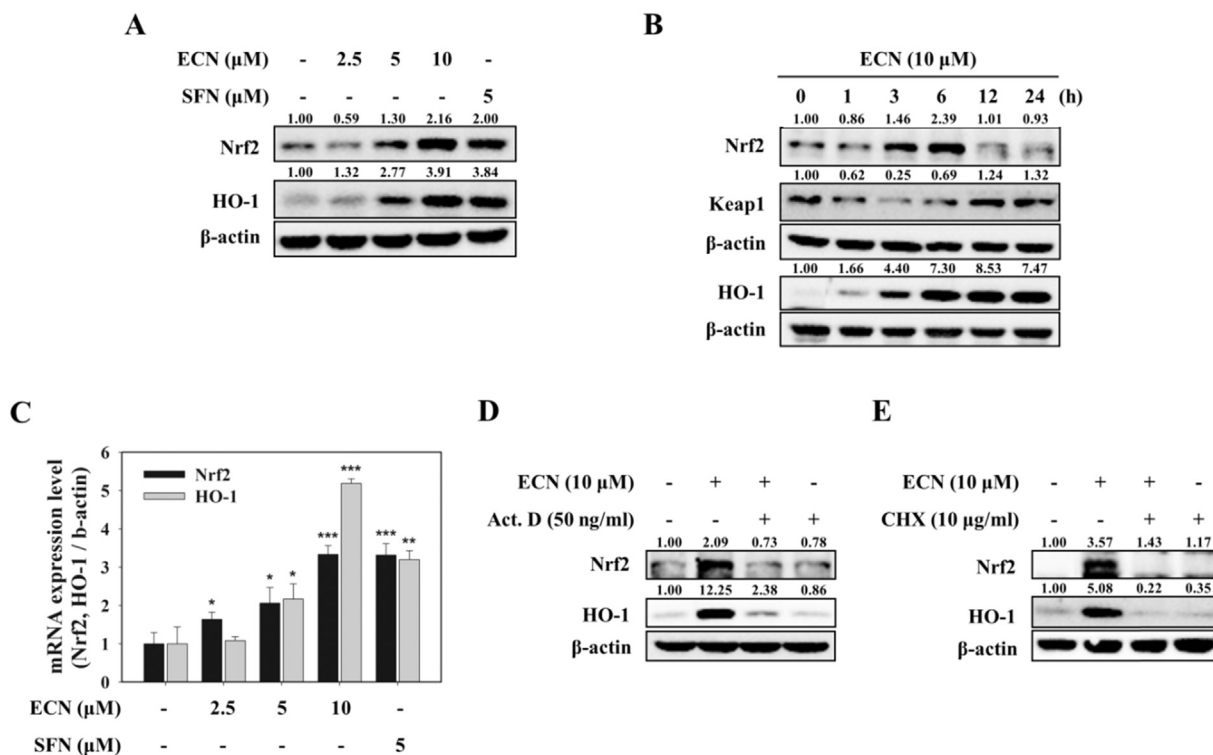 A
ECN (µM) - 2.5 5 10 -
SFN (µM) - - - - 5
1.00 0.59 1.30 2.16 2.00
Nrf2
1.00 1.32 2.77 3.91 3.84
HO-1
β-actin
B
ECN (10 µM)
0 1 3 6 12 24 (h)
1.00 0.86 1.46 2.39 1.01 0.93
Nrf2
1.00 0.62 0.25 0.69 1.24 1.32
Keap1
β-actin
1.00 1.66 4.40 7.30 8.53 7.47
HO-1
β-actin
C
mRNA expression level
(Nrf2, HO-1 / b-actin)
6
5
4
3
2
1
0
Nrf2
HO-1
* * * *** *** *** **
ECN (µM) - 2.5 5 10 -
SFN (µM) - - - - 5
D
ECN (10 µM) - + + -
Act. D (50 ng/ml) - - + +
1.00 2.09 0.73 0.78
Nrf2
1.00 12.25 2.38 0.86
HO-1
β-actin
E
ECN (10 µM) - + + -
CHX (10 µg/ml) - - + +
1.00 3.57 1.43 1.17
Nrf2
1.00 5.08 0.22 0.35
HO-1
β-actin